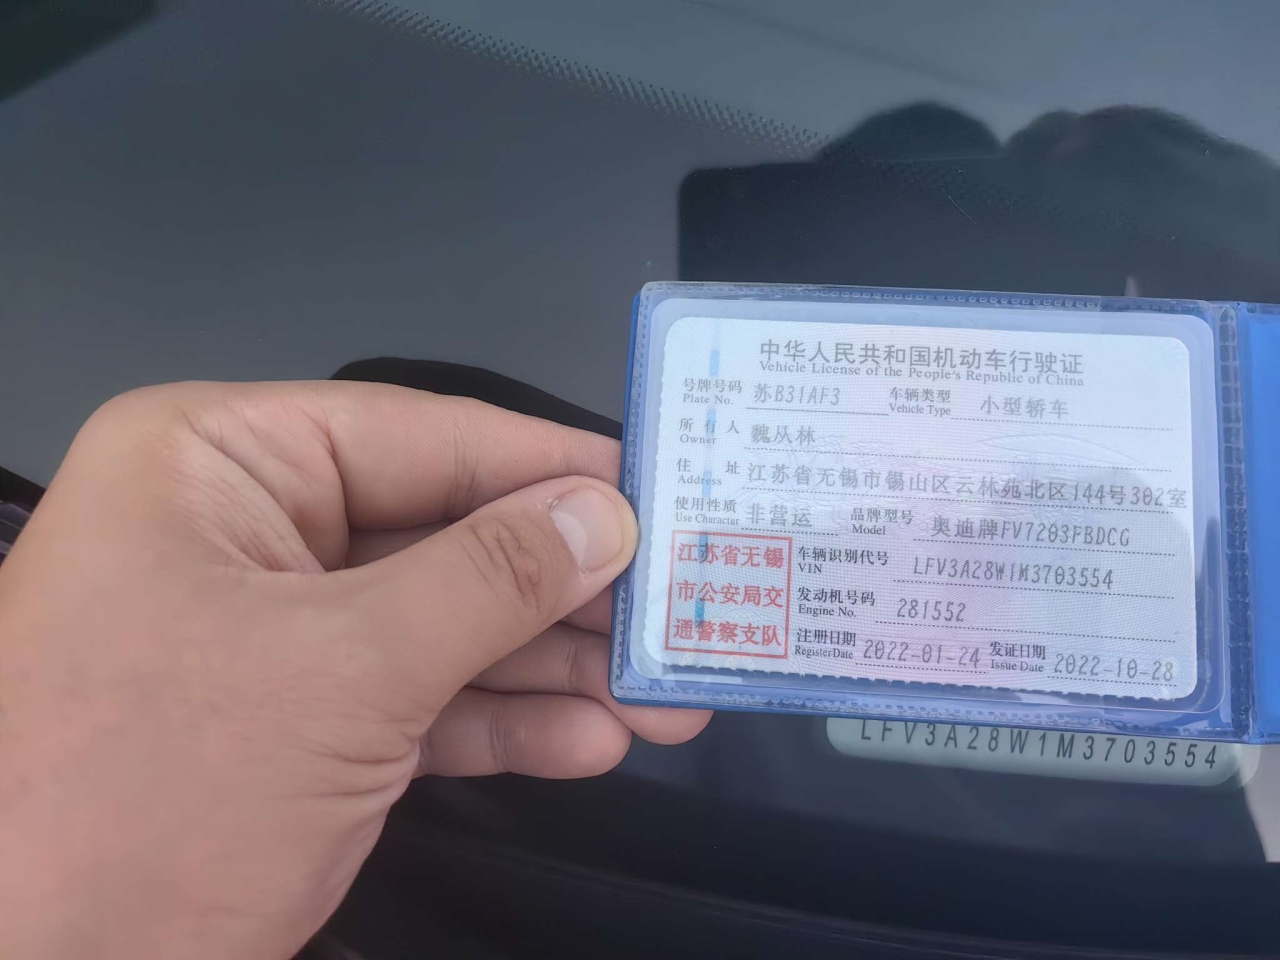 中华人民共和国机动车行驶证
Vehicle License of the People's Republic of China
号牌号码 Plate No. 苏B31AF3 车辆类型 Vehicle Type 小型轿车
所有人 Owner 魏从林
住址 Address 江苏省无锡市锡山区云林苑北区144号302室
使用性质 Use Character 非营运 品牌型号 Model 奥迪牌FV7203FBDCG
江苏省无锡
市公安局交
通警察支队
车辆识别代号 VIN LFV3A28W1M3703554
发动机号码 Engine No. 281552
注册日期 Register Date 2022-01-24 发证日期 Issue Date 2022-10-28
LFV3A28W1M3703554